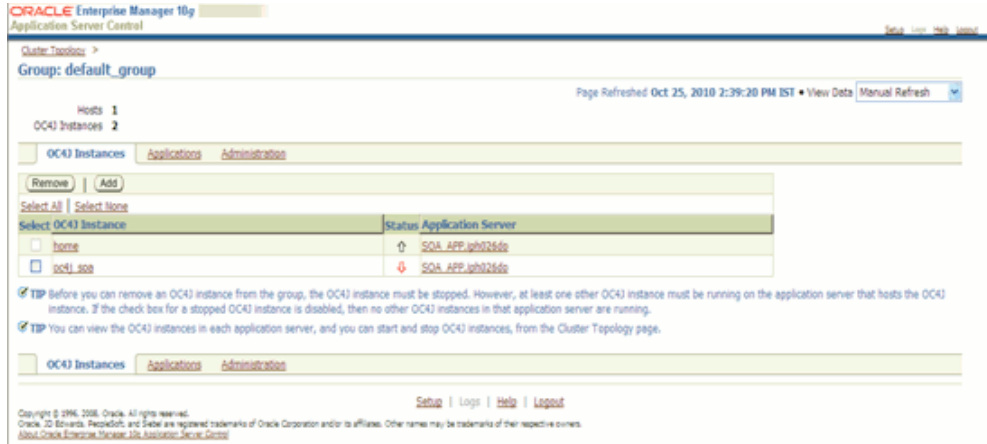 ORACLE Enterprise Manager 10g
Application Server Control
Setup Logs Help Logout
Cluster Topology >
Group: default_group
Page Refreshed Oct 25, 2010 2:39:20 PM IST • View Data Manual Refresh
Hosts 1
OC4J Instances 2
OC4J Instances Applications Administration
Remove | Add
Select All | Select None
Select OC4J Instance Status Application Server
home SOA_APP.iph026dp
oc4j_soa SOA_APP.iph026dp
TIP Before you can remove an OC4J instance from the group, the OC4J instance must be stopped. However, at least one other OC4J instance must be running on the application server that hosts the OC4J
instance. If the check box for a stopped OC4J instance is disabled, then no other OC4J instances in that application server are running.
TIP You can view the OC4J instances in each application server, and you can start and stop OC4J instances, from the Cluster Topology page.
OC4J Instances Applications Administration
Setup | Logs | Help | Logout
Copyright © 1996, 2008, Oracle. All rights reserved.
Oracle, JD Edwards, PeopleSoft, and Siebel are registered trademarks of Oracle Corporation and/or its affiliates. Other names may be trademarks of their respective owners.
About Oracle Enterprise Manager 10g Application Server Control